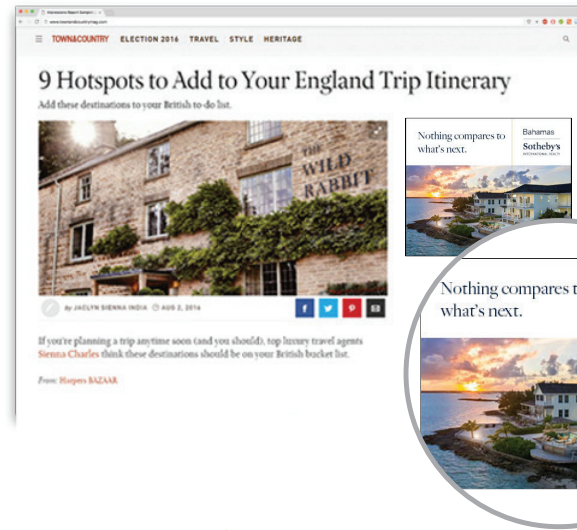 www.townandcountrymag.com
TOWN&COUNTRY ELECTION 2016 TRAVEL STYLE HERITAGE
9 Hotspots to Add to Your England Trip Itinerary
Add these destinations to your British to-do list.
THE
WILD
RABBIT
By JACLYN SIENNA INDIA AUG 2, 2016
If you're planning a trip anytime soon (and you should), top luxury travel agents
Sienna Charles think these destinations should be on your British bucket list.
From: Harpers BAZAAR
Nothing compares to
what's next.
Bahamas
Sotheby's
INTERNATIONAL REALTY
Nothing compares t
what's next.